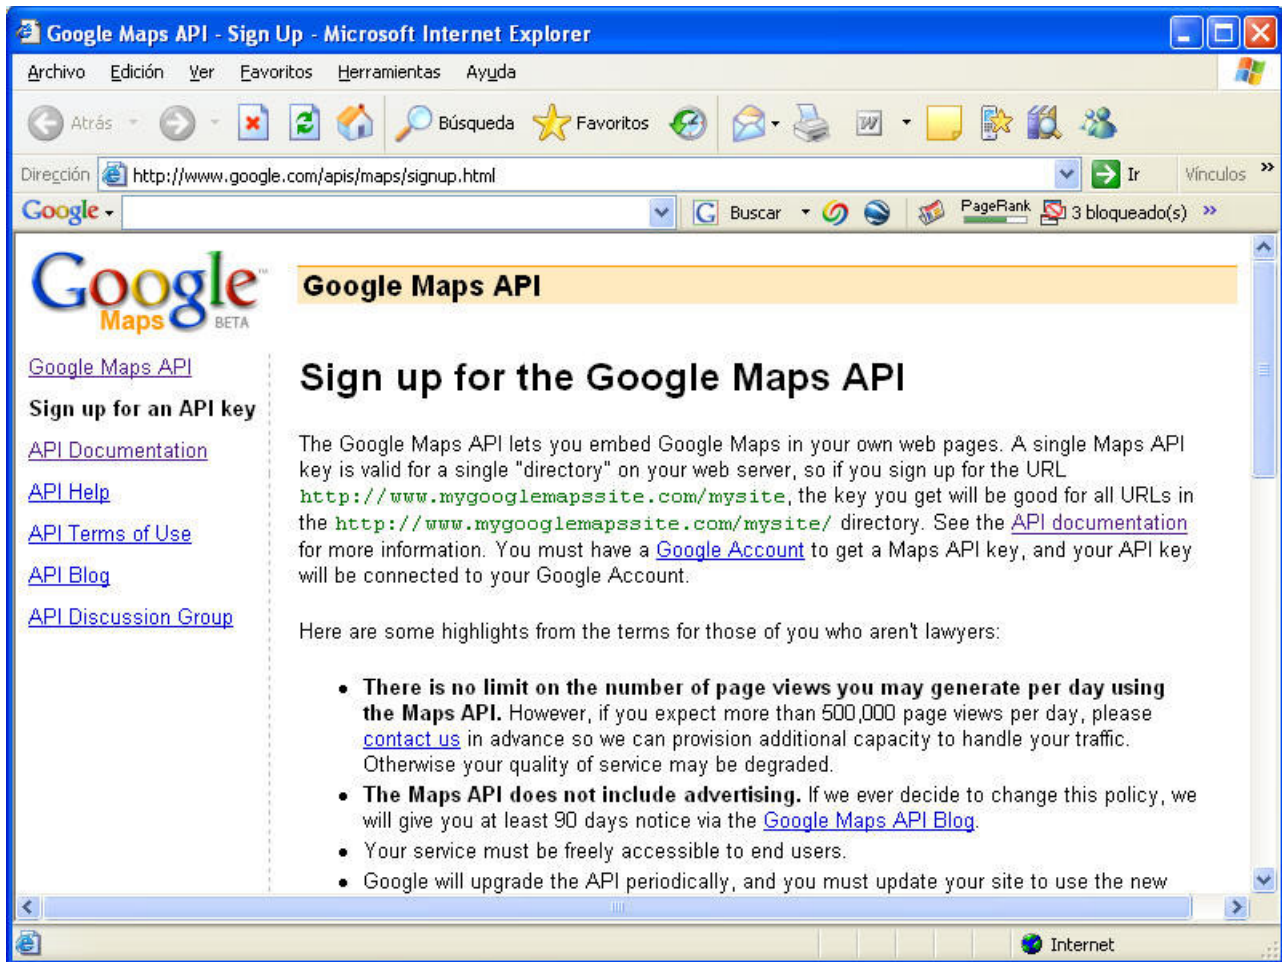 Google Maps API - Sign Up - Microsoft Internet Explorer
Archivo Edición Ver Favoritos Herramientas Ayuda
Atrás Búsqueda Favoritos W
Dirección http://www.google.com/apis/maps/signup.html Ir Vínculos »
Google G Buscar PageRank 3 bloqueado(s) »
Google™
Maps BETA
Google Maps API
Sign up for an API key
API Documentation
API Help
API Terms of Use
API Blog
API Discussion Group
Google Maps API
Sign up for the Google Maps API
The Google Maps API lets you embed Google Maps in your own web pages. A single Maps API
key is valid for a single "directory" on your web server, so if you sign up for the URL
http://www.mygooglemapssite.com/mysite, the key you get will be good for all URLs in
the http://www.mygooglemapssite.com/mysite/ directory. See the API documentation
for more information. You must have a Google Account to get a Maps API key, and your API key
will be connected to your Google Account.
Here are some highlights from the terms for those of you who aren't lawyers:
• There is no limit on the number of page views you may generate per day using
the Maps API. However, if you expect more than 500,000 page views per day, please
contact us in advance so we can provision additional capacity to handle your traffic.
Otherwise your quality of service may be degraded.
• The Maps API does not include advertising. If we ever decide to change this policy, we
will give you at least 90 days notice via the Google Maps API Blog.
• Your service must be freely accessible to end users.
• Google will upgrade the API periodically, and you must update your site to use the new
Internet